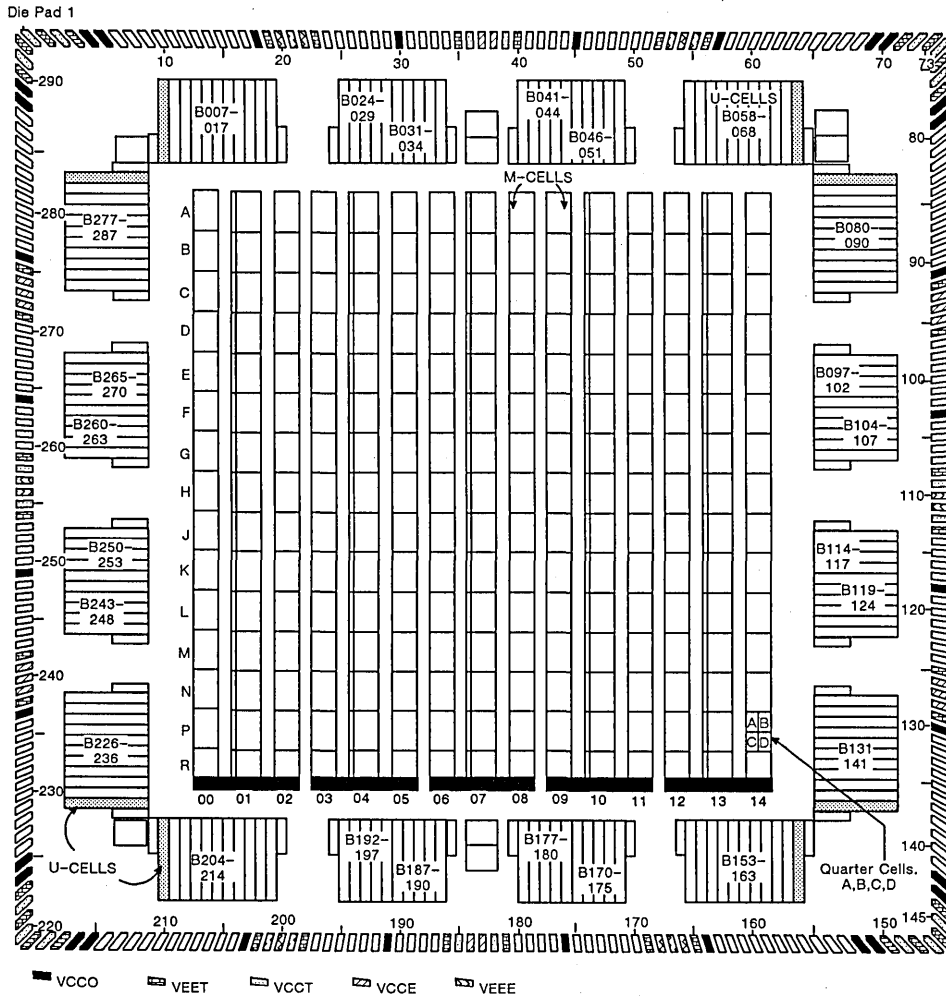 Die Pad 1
10 20 30 40 50 60 70 73
290
B007-
017
B024-
029
B031-
034
B041-
044
B046-
051
U-CELLS
B058-
068
80
M-CELLS
B277-
287
280
A
B080-
090
B
90
C
270
D
B265-
270
E
B097-
102
100
F
B260-
263
B104-
107
260
G
H
110
J
B250-
253
B114-
117
250
K
B243-
248
B119-
124
120
L
M
240
N
B226-
236
P
A B
C D
130
B131
141
230
R
00 01 02 03 04 05 06 07 08 09 10 11 12 13 14
U-CELLS
B204-
214
B192-
197
B187-
190
B177-
180
B170-
175
B153-
163
140
Quarter Cells.
A,B,C,D
220 210 200 190 180 170 160 150 145
VCCO VEET VCCT VCCE VEEE